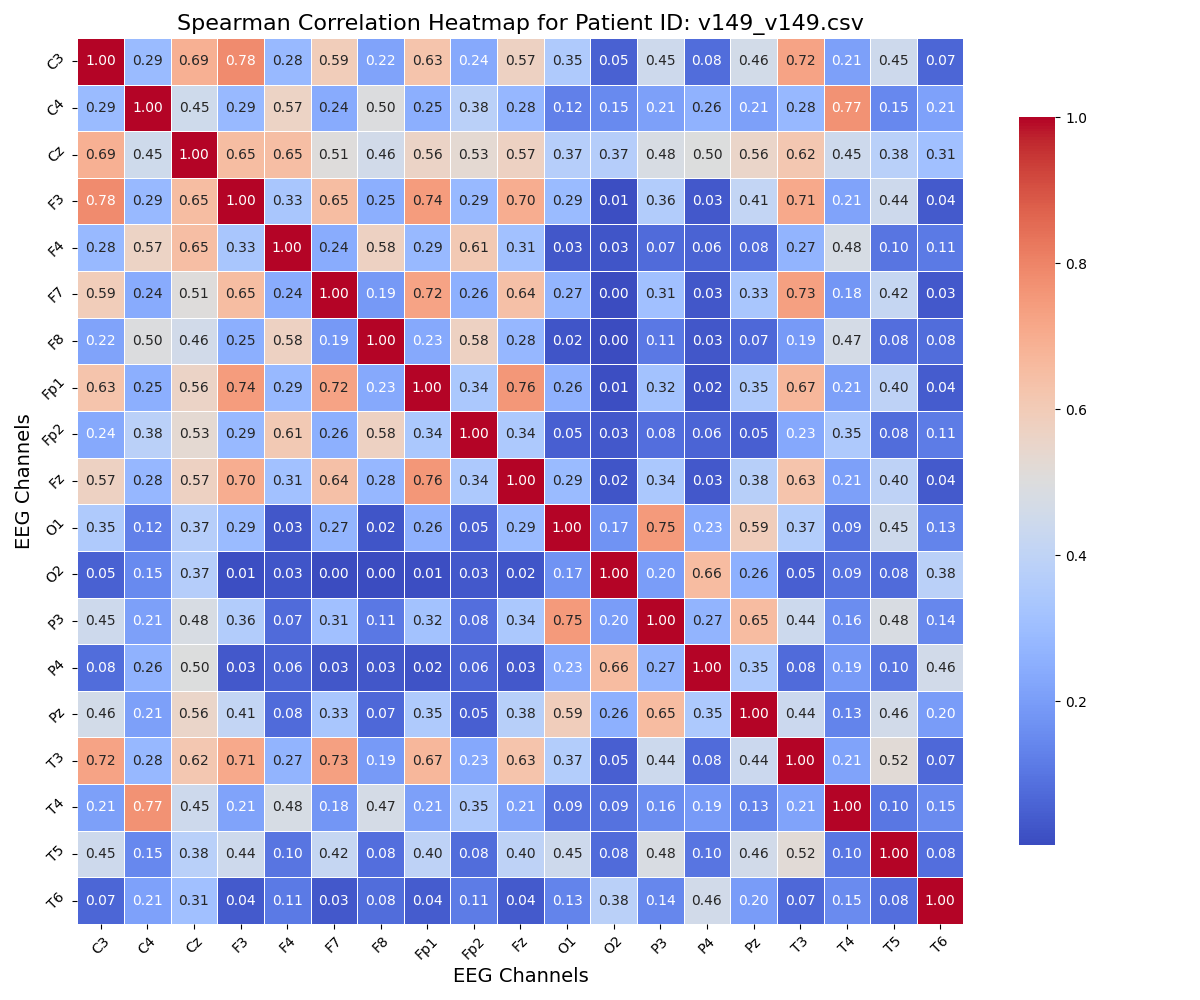 Spearman Correlation Heatmap for Patient ID: v149_v149.csv
C3 1.00 0.29 0.69 0.78 0.28 0.59 0.22 0.63 0.24 0.57 0.35 0.05 0.45 0.08 0.46 0.72 0.21 0.45 0.07
C4 0.29 1.00 0.45 0.29 0.57 0.24 0.50 0.25 0.38 0.28 0.12 0.15 0.21 0.26 0.21 0.28 0.77 0.15 0.21
Cz 0.69 0.45 1.00 0.65 0.65 0.51 0.46 0.56 0.53 0.57 0.37 0.37 0.48 0.50 0.56 0.62 0.45 0.38 0.31
F3 0.78 0.29 0.65 1.00 0.33 0.65 0.25 0.74 0.29 0.70 0.29 0.01 0.36 0.03 0.41 0.71 0.21 0.44 0.04
F4 0.28 0.57 0.65 0.33 1.00 0.24 0.58 0.29 0.61 0.31 0.03 0.03 0.07 0.06 0.08 0.27 0.48 0.10 0.11
F7 0.59 0.24 0.51 0.65 0.24 1.00 0.19 0.72 0.26 0.64 0.27 0.00 0.31 0.03 0.33 0.73 0.18 0.42 0.03
F8 0.22 0.50 0.46 0.25 0.58 0.19 1.00 0.23 0.58 0.28 0.02 0.00 0.11 0.03 0.07 0.19 0.47 0.08 0.08
Fp1 0.63 0.25 0.56 0.74 0.29 0.72 0.23 1.00 0.34 0.76 0.26 0.01 0.32 0.02 0.35 0.67 0.21 0.40 0.04
Fp2 0.24 0.38 0.53 0.29 0.61 0.26 0.58 0.34 1.00 0.34 0.05 0.03 0.08 0.06 0.05 0.23 0.35 0.08 0.11
Fz 0.57 0.28 0.57 0.70 0.31 0.64 0.28 0.76 0.34 1.00 0.29 0.02 0.34 0.03 0.38 0.63 0.21 0.40 0.04
O1 0.35 0.12 0.37 0.29 0.03 0.27 0.02 0.26 0.05 0.29 1.00 0.17 0.75 0.23 0.59 0.37 0.09 0.45 0.13
O2 0.05 0.15 0.37 0.01 0.03 0.00 0.00 0.01 0.03 0.02 0.17 1.00 0.20 0.66 0.26 0.05 0.09 0.08 0.38
P3 0.45 0.21 0.48 0.36 0.07 0.31 0.11 0.32 0.08 0.34 0.75 0.20 1.00 0.27 0.65 0.44 0.16 0.48 0.14
P4 0.08 0.26 0.50 0.03 0.06 0.03 0.03 0.02 0.06 0.03 0.23 0.66 0.27 1.00 0.35 0.08 0.19 0.10 0.46
Pz 0.46 0.21 0.56 0.41 0.08 0.33 0.07 0.35 0.05 0.38 0.59 0.26 0.65 0.35 1.00 0.44 0.13 0.46 0.20
T3 0.72 0.28 0.62 0.71 0.27 0.73 0.19 0.67 0.23 0.63 0.37 0.05 0.44 0.08 0.44 1.00 0.21 0.52 0.07
T4 0.21 0.77 0.45 0.21 0.48 0.18 0.47 0.21 0.35 0.21 0.09 0.09 0.16 0.19 0.13 0.21 1.00 0.10 0.15
T5 0.45 0.15 0.38 0.44 0.10 0.42 0.08 0.40 0.08 0.40 0.45 0.08 0.48 0.10 0.46 0.52 0.10 1.00 0.08
T6 0.07 0.21 0.31 0.04 0.11 0.03 0.08 0.04 0.11 0.04 0.13 0.38 0.14 0.46 0.20 0.07 0.15 0.08 1.00
C3 C4 Cz F3 F4 F7 F8 Fp1 Fp2 Fz O1 O2 P3 P4 Pz T3 T4 T5 T6
EEG Channels
EEG Channels
1.0
0.8
0.6
0.4
0.2